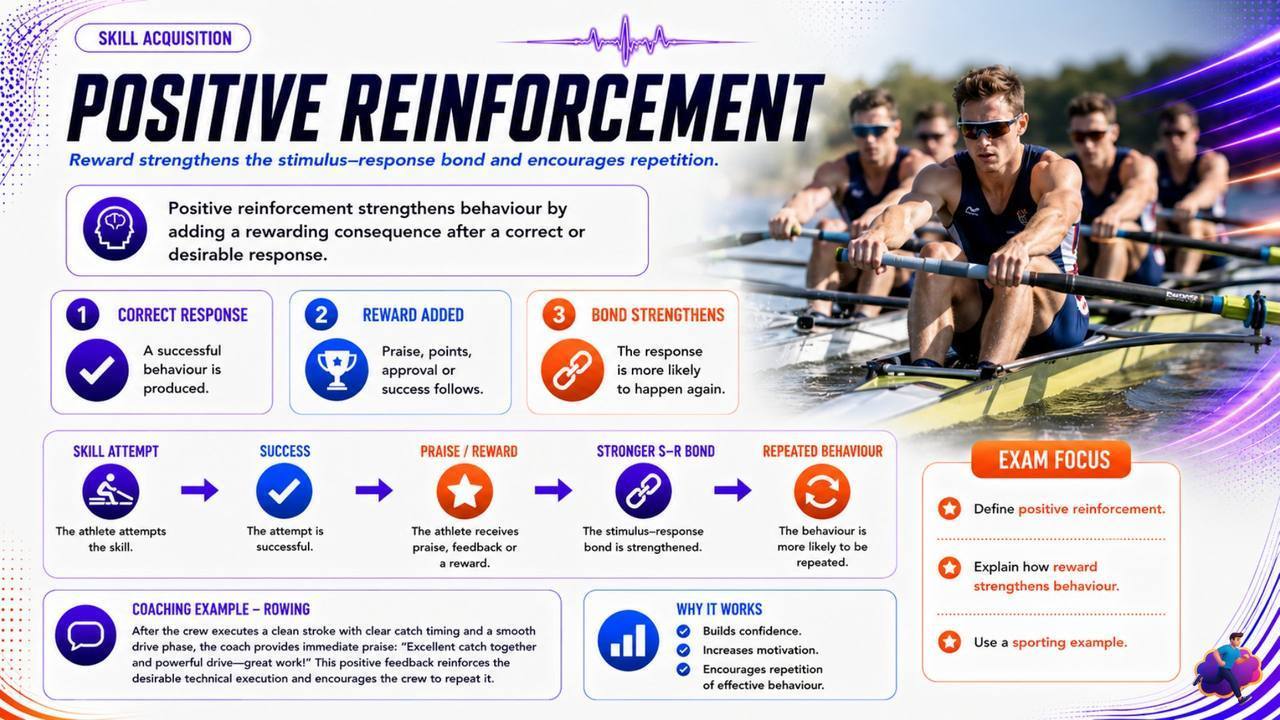 SKILL ACQUISITION
POSITIVE REINFORCEMENT
Reward strengthens the stimulus–response bond and encourages repetition.
Positive reinforcement strengthens behaviour by
adding a rewarding consequence after a correct or
desirable response.
1 CORRECT RESPONSE
A successful
behaviour is
produced.
2 REWARD ADDED
Praise, points,
approval or
success follows.
3 BOND STRENGTHENS
The response
is more likely
to happen again.
SKILL ATTEMPT
The athlete attempts
the skill.
SUCCESS
The attempt is
successful.
PRAISE / REWARD
The athlete receives
praise, feedback or
a reward.
STRONGER S–R BOND
The stimulus–response
bond is strengthened.
REPEATED BEHAVIOUR
The behaviour is
more likely to be
repeated.
EXAM FOCUS
Define positive reinforcement.
Explain how reward
strengthens behaviour.
Use a sporting example.
COACHING EXAMPLE – ROWING
After the crew executes a clean stroke with clear catch timing and a smooth
drive phase, the coach provides immediate praise: “Excellent catch together
and powerful drive—great work!” This positive feedback reinforces the
desirable technical execution and encourages the crew to repeat it.
WHY IT WORKS
Builds confidence.
Increases motivation.
Encourages repetition
of effective behaviour.